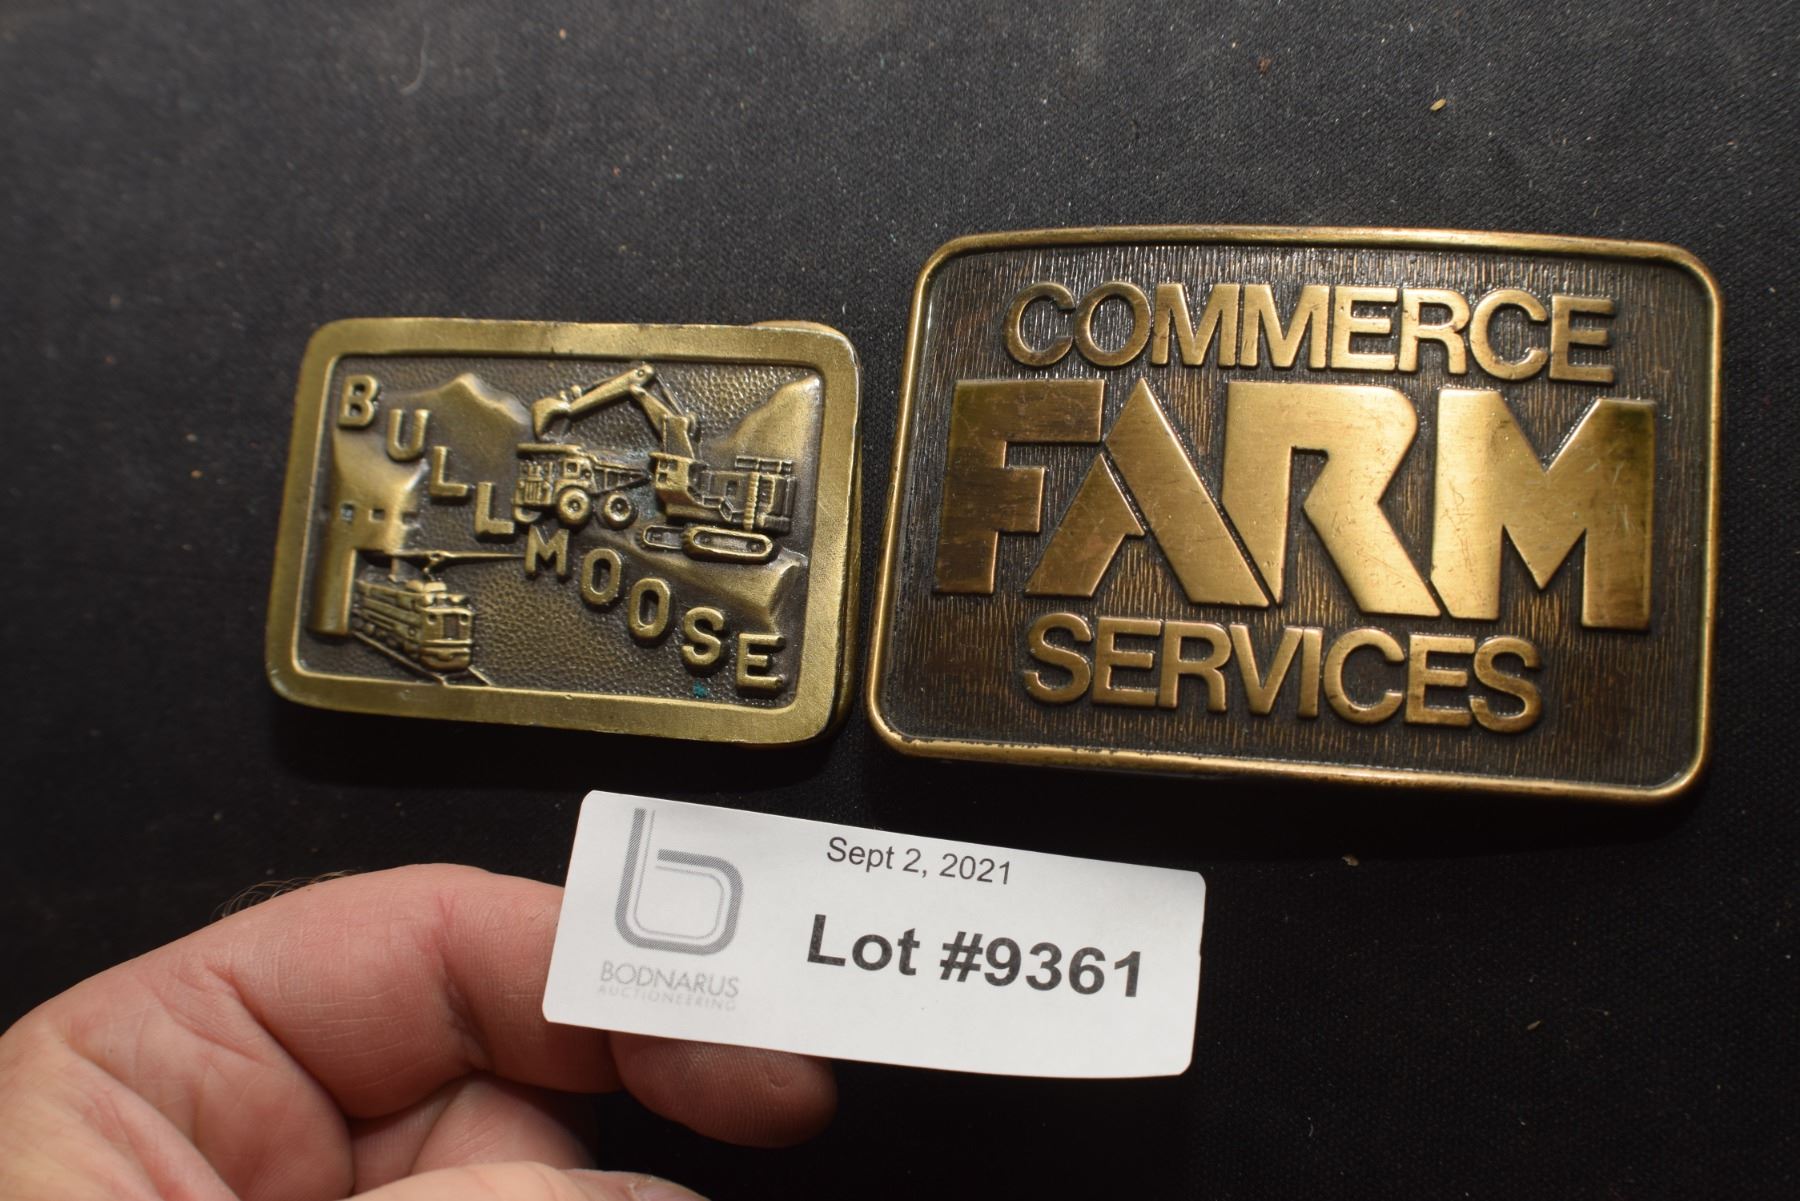 BULL MOOSE
COMMERCE
FARM
SERVICES
Sept 2, 2021
Lot #9361
BODNARUS
AUCTIONEERING